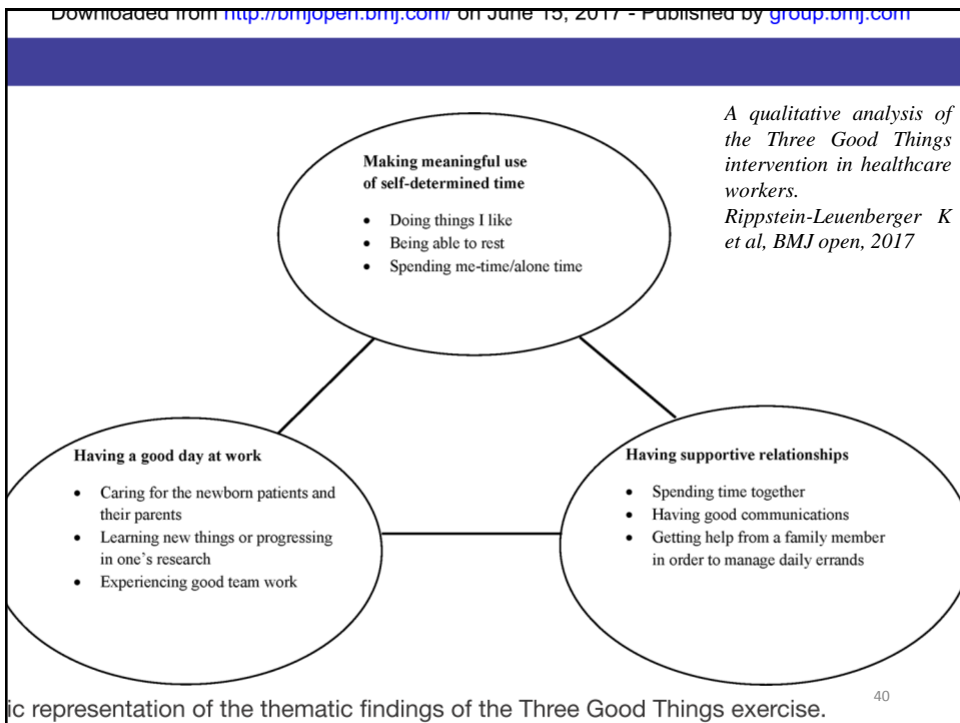 Downloaded from http://bmjopen.bmj.com/ on June 15, 2017 - Published by group.bmj.com
A qualitative analysis of
the Three Good Things
intervention in healthcare
workers.
Rippstein-Leuenberger K
et al, BMJ open, 2017
Making meaningful use
of self-determined time
• Doing things I like
• Being able to rest
• Spending me-time/alone time
Having a good day at work
• Caring for the newborn patients and
their parents
• Learning new things or progressing
in one's research
• Experiencing good team work
Having supportive relationships
• Spending time together
• Having good communications
• Getting help from a family member
in order to manage daily errands
ic representation of the thematic findings of the Three Good Things exercise.
40